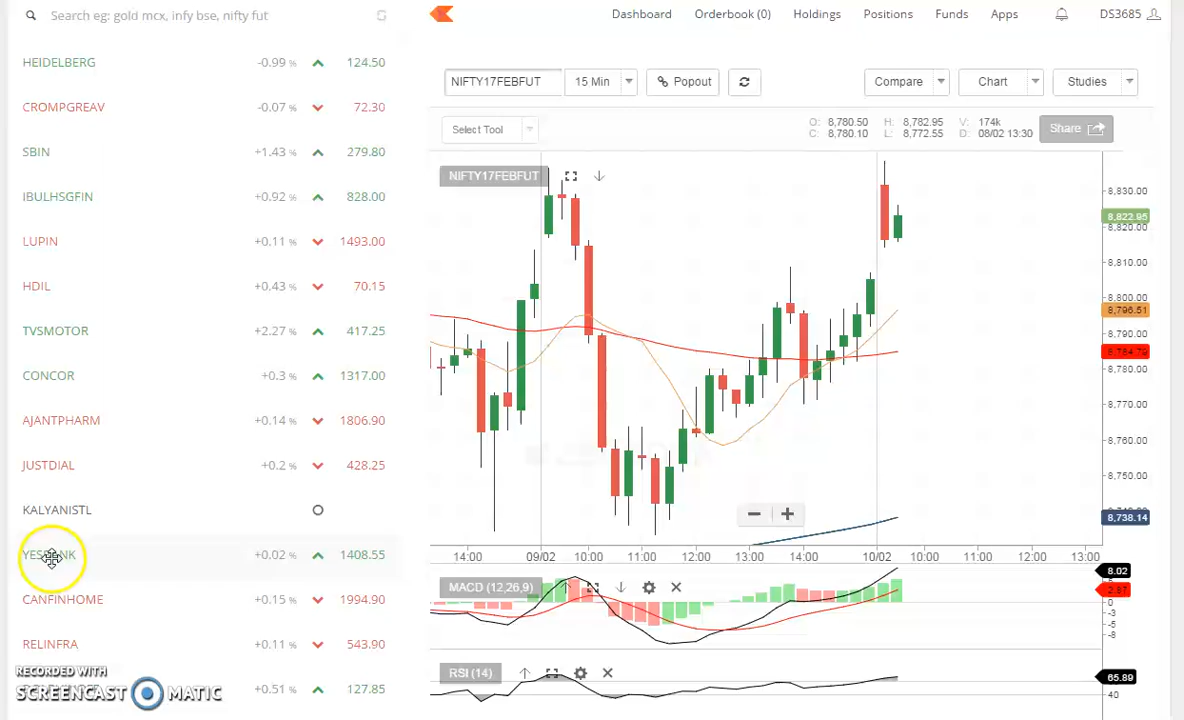 Search eg: gold mcx, infy bse, nifty fut
HEIDELBERG -0.99 % 124.50
CROMPGREAV -0.07 % 72.30
SBIN +1.43 % 279.80
IBULHSGFIN +0.92 % 828.00
LUPIN +0.11 % 1493.00
HDIL +0.43 % 70.15
TVSMOTOR +2.27 % 417.25
CONCOR +0.3 % 1317.00
AJANTPHARM +0.14 % 1806.90
JUSTDIAL +0.2 % 428.25
KALYANISTL
YESBANK +0.02 % 1408.55
CANFINHOME +0.15 % 1994.90
RELINFRA +0.11 % 543.90
+0.51 % 127.85
RECORDED WITH
SCREENCAST MATIC
Dashboard Orderbook (0) Holdings Positions Funds Apps DS3685
NIFTY17FEBFUT 15 Min Popout Compare Chart Studies
Select Tool
O: 8,780.50 H: 8,782.95 V: 174k
C: 8,780.10 L: 8,772.55 D: 08/02 13:30
Share
NIFTY17FEBFUT
8,830.00
8,822.95
8,820.00
8,810.00
8,800.00
8,796.51
8,790.00
8,784.79
8,780.00
8,770.00
8,760.00
8,750.00
8,738.14
14:00 09/02 10:00 11:00 12:00 13:00 14:00 10/02 10:00 11:00 12:00 13:00
MACD (12,26,9)
8.02
2.97
0
-3
-5
-8
RSI (14)
65.89
40